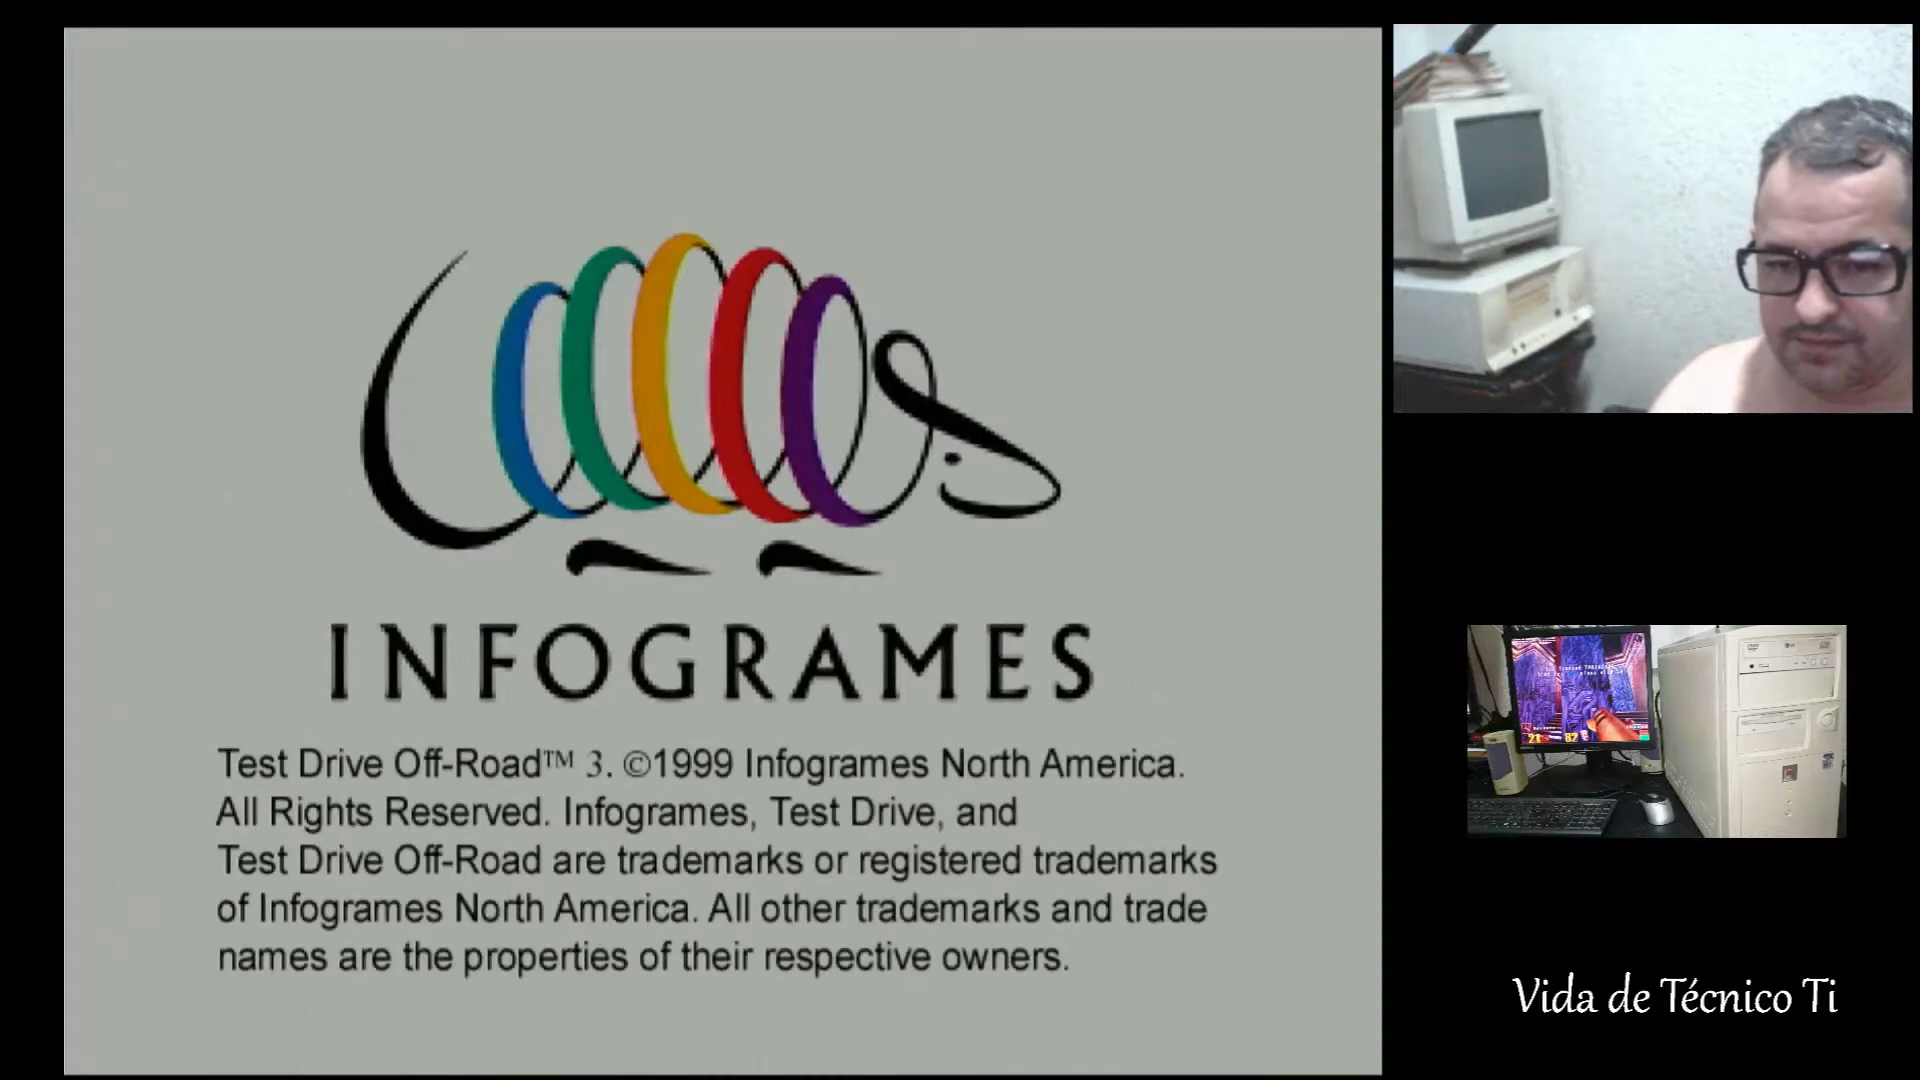 INFOGRAMES
Test Drive Off-Road™ 3. ©1999 Infogrames North America.
All Rights Reserved. Infogrames, Test Drive, and
Test Drive Off-Road are trademarks or registered trademarks
of Infogrames North America. All other trademarks and trade
names are the properties of their respective owners.
Vida de Técnico Ti